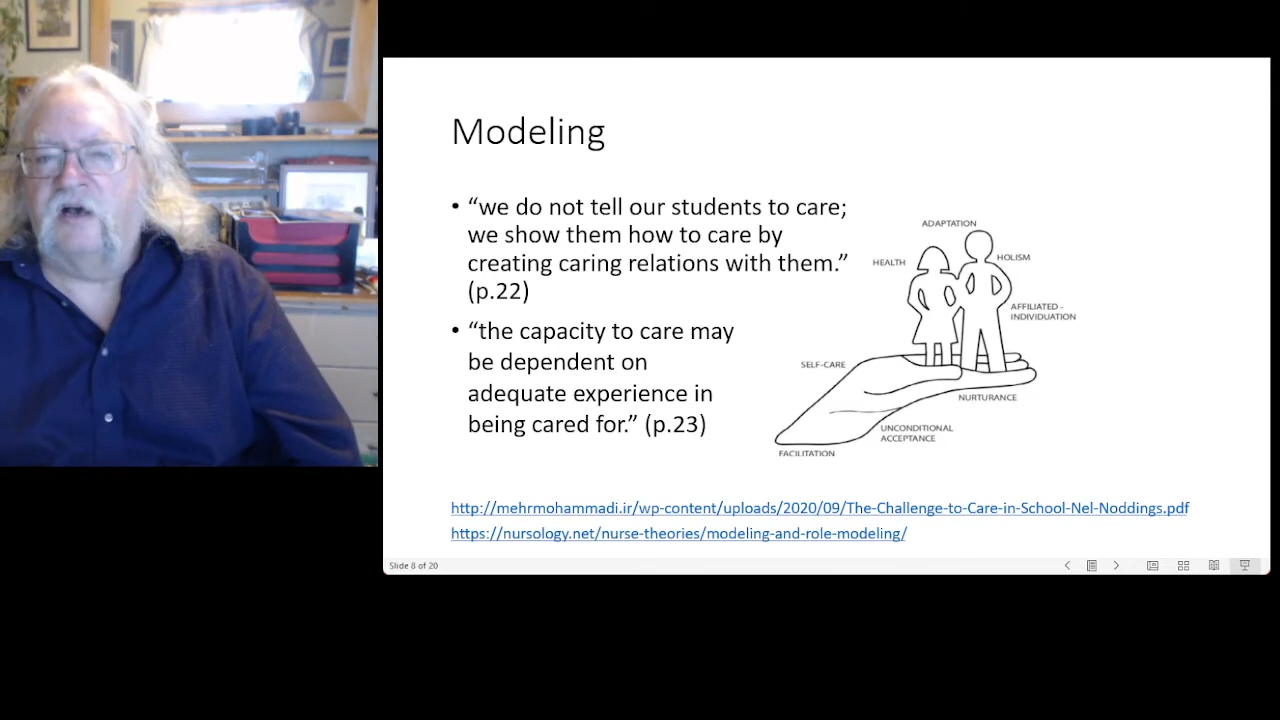 Modeling
• “we do not tell our students to care;
we show them how to care by
creating caring relations with them.”
(p.22)
• “the capacity to care may
be dependent on
adequate experience in
being cared for.” (p.23)
ADAPTATION
HEALTH
HOLISM
AFFILIATED -
INDIVIDUATION
SELF-CARE
NURTURANCE
UNCONDITIONAL
ACCEPTANCE
FACILITATION
http://mehrmohammadi.ir/wp-content/uploads/2020/09/The-Challenge-to-Care-in-School-Nel-Noddings.pdf
https://nursology.net/nurse-theories/modeling-and-role-modeling/
Slide 8 of 20